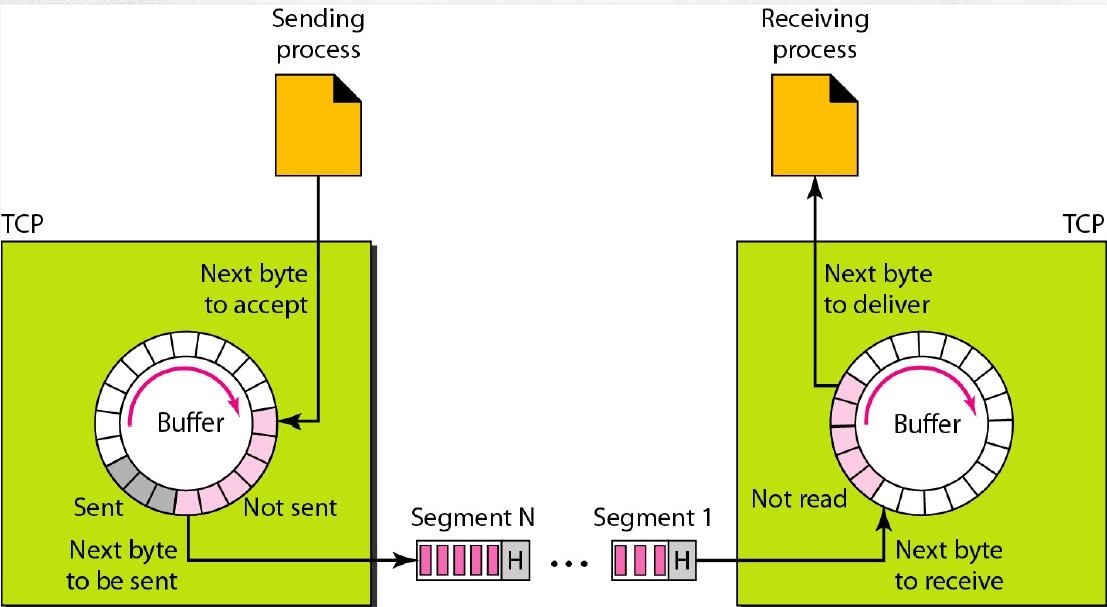 Sending
process
Receiving
process
TCP
TCP
Next byte
to accept
Next byte
to deliver
Buffer
Buffer
Sent
Not sent
Not read
Segment N
Segment 1
Next byte
to be sent
H
...
H
Next byte
to receive